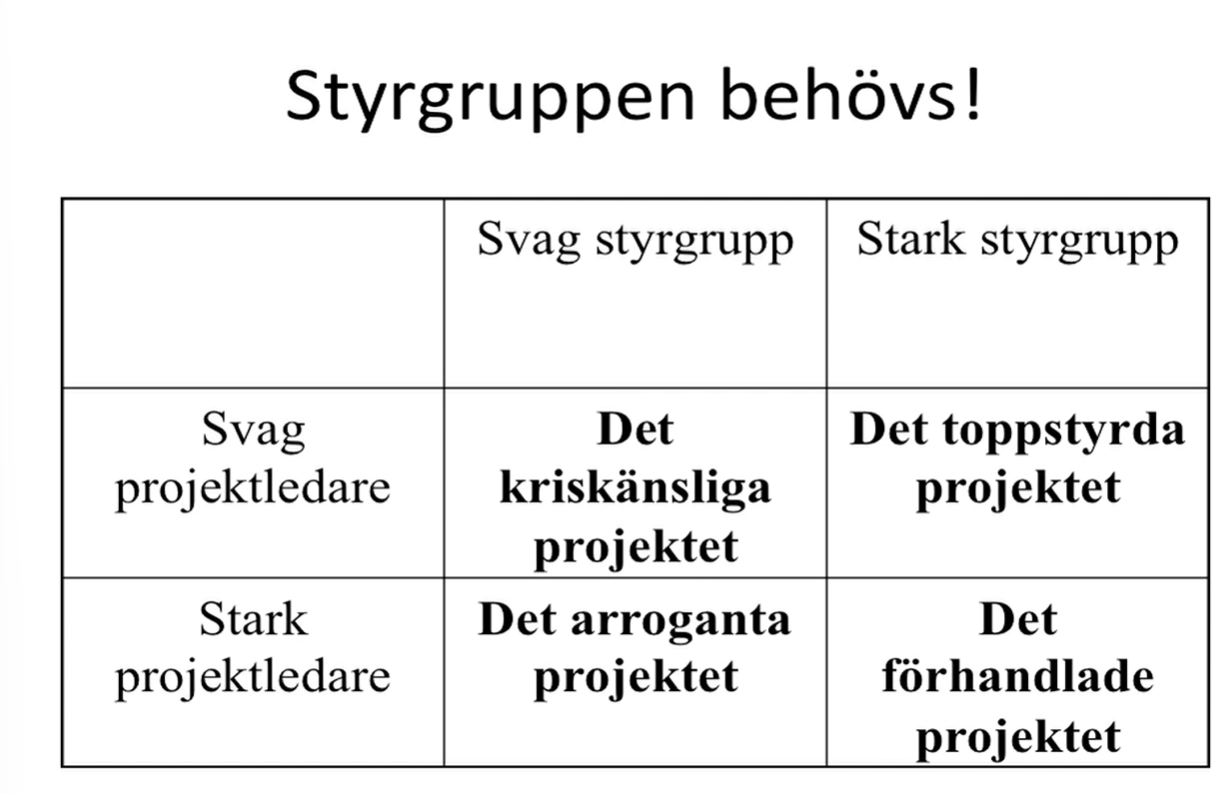 Styrgruppen behövs!
Svag styrgrupp
Stark styrgrupp
Svag
projektledare
Det
kriskänsliga
projektet
Det toppstyrda
projektet
Stark
projektledare
Det arroganta
projektet
Det
förhandlade
projektet